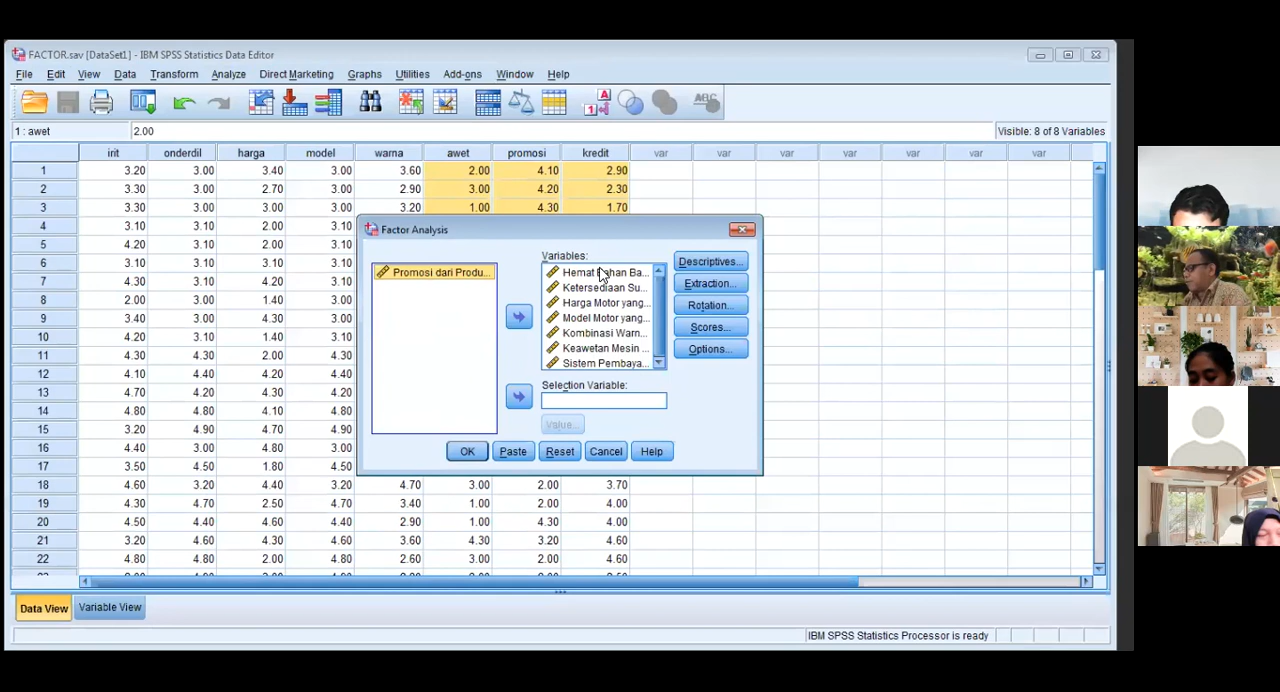 FACTOR.sav [DataSet1] - IBM SPSS Statistics Data Editor
File Edit View Data Transform Analyze Direct Marketing Graphs Utilities Add-ons Window Help
1 : awet 2.00 Visible: 8 of 8 Variables
irit onderdil harga model warna awet promosi kredit var var var var var var var
1 3.20 3.00 3.40 3.00 3.60 2.00 4.10 2.90
2 3.30 3.00 2.70 3.00 2.90 3.00 4.20 2.30
3 3.30 3.00 3.00 3.00 3.20 1.00 4.30 1.70
4 3.10 3.10 2.00 3.10
5 4.20 3.10 2.00 3.10
6 3.10 3.10 3.10 3.10
7 4.30 3.10 4.20 3.10
8 2.00 3.00 1.40 3.00
9 3.40 3.00 4.30 3.00
10 4.20 3.10 1.40 3.10
11 4.30 4.30 2.00 4.30
12 4.10 4.40 4.20 4.40
13 4.70 4.20 4.30 4.20
14 4.80 4.80 4.10 4.80
15 3.20 4.90 4.70 4.90
16 4.40 3.00 4.80 3.00
17 3.50 4.50 1.80 4.50
18 4.60 3.20 4.40 3.20 4.70 3.00 2.00 3.70
19 4.30 4.70 2.50 4.70 3.40 1.00 2.00 4.00
20 4.50 4.40 4.60 4.40 2.90 1.00 4.30 4.00
21 3.20 4.60 4.30 4.60 3.60 4.30 3.20 4.60
22 4.80 4.80 2.00 4.80 2.60 3.00 2.00 4.60
Factor Analysis
Promosi dari Produ...
Variables:
Hemat Bahan Ba...
Ketersediaan Su...
Harga Motor yang...
Model Motor yang...
Kombinasi Warn...
Keawetan Mesin ...
Sistem Pembaya...
Selection Variable:
Value...
Descriptives...
Extraction...
Rotation...
Scores...
Options...
OK Paste Reset Cancel Help
Data View Variable View
IBM SPSS Statistics Processor is ready